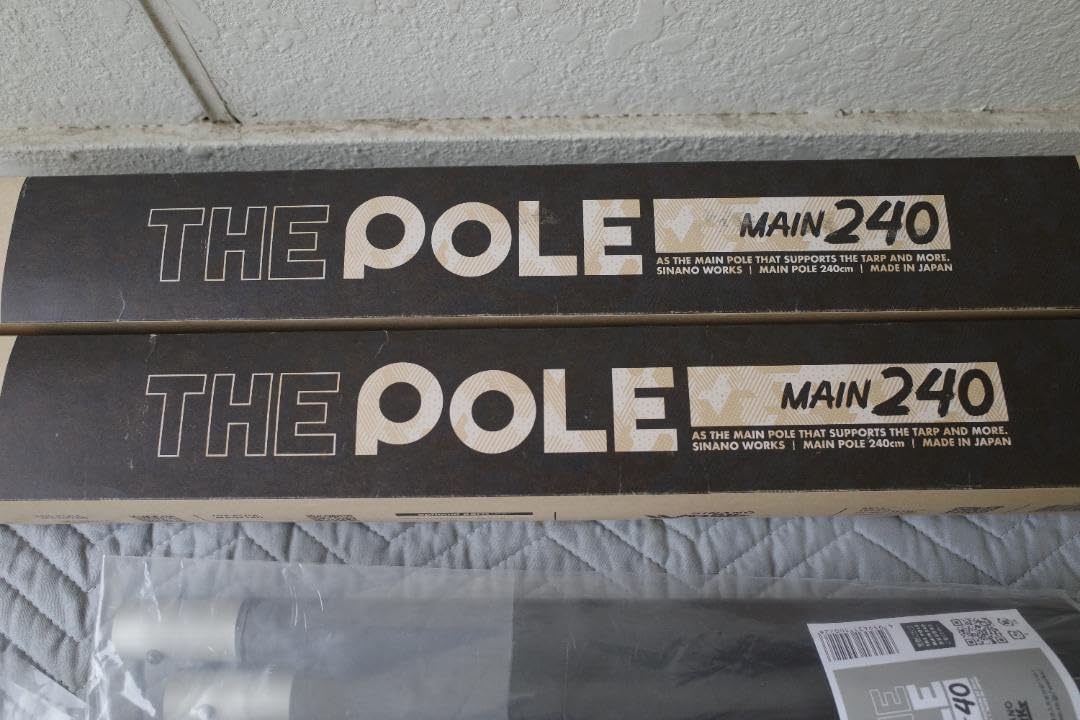 THE POLE MAIN 240
AS THE MAIN POLE THAT SUPPORTS THE TARP AND MORE.
SINANO WORKS | MAIN POLE 240cm | MADE IN JAPAN
THE POLE MAIN 240
AS THE MAIN POLE THAT SUPPORTS THE TARP AND MORE.
SINANO WORKS | MAIN POLE 240cm | MADE IN JAPAN
40